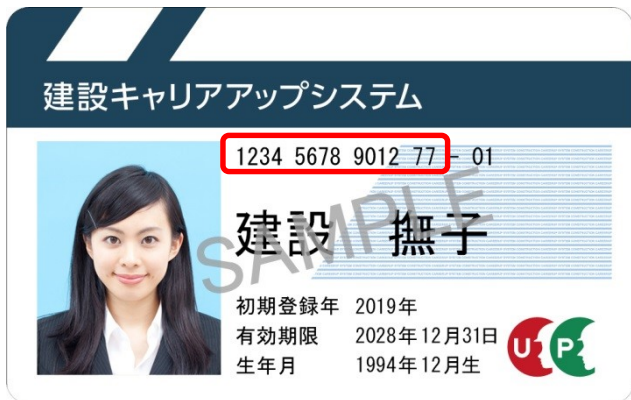 建設キャリアアップシステム
1234 5678 9012 77 - 01
建設 撫子
SAMPLE
初期登録年 2019年
有効期限 2028年12月31日
生年月 1994年12月生
UP!